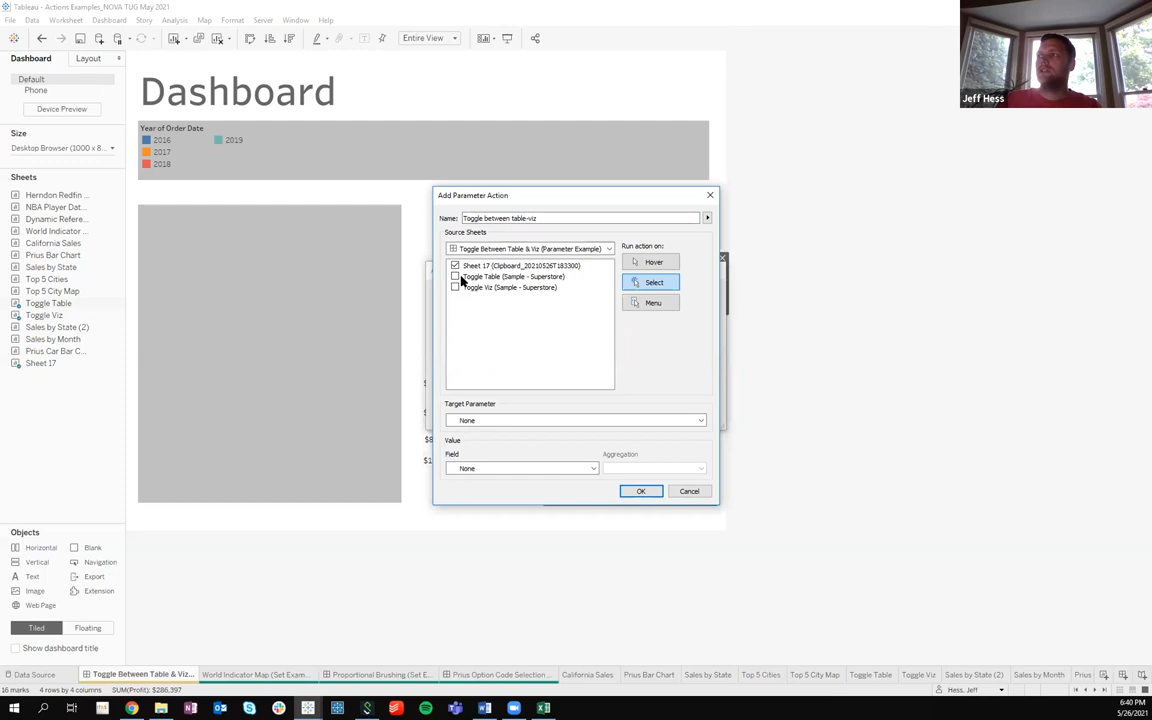 Tableau - Actions Examples_NOVA TUG May 2021
File Data Worksheet Dashboard Story Analysis Map Format Server Window Help
Entire View
Dashboard Layout
Default
Phone
Device Preview
Size
Desktop Browser (1000 x 8...
Sheets
Herndon Redfin ...
NBA Player Dat...
Dynamic Refere...
World Indicator ...
California Sales
Prius Bar Chart
Sales by State
Top 5 Cities
Top 5 City Map
Toggle Table
Toggle Viz
Sales by State (2)
Sales by Month
Prius Car Bar C...
Sheet 17
Objects
Horizontal Blank
Vertical Navigation
Text Export
Image Extension
Web Page
Tiled Floating
Show dashboard title
Dashboard
Year of Order Date
2016 2019
2017
2018
Add Parameter Action
Name: Toggle between table-viz
Source Sheets
Toggle Between Table & Viz (Parameter Example)
Sheet 17 (Clipboard_20210526T183300)
Toggle Table (Sample - Superstore)
Toggle Viz (Sample - Superstore)
Run action on:
Hover
Select
Menu
Target Parameter
None
Value
Field Aggregation
None
OK Cancel
Jeff Hess
Data Source Toggle Between Table & Viz... World Indicator Map (Set Exam... Proportional Brushing (Set E... Prius Option Code Selection ... California Sales Prius Bar Chart Sales by State Top 5 Cities Top 5 City Map Toggle Table Toggle Viz Sales by State (2) Sales by Month Prius
16 marks 4 rows by 4 columns SUM(Profit): $286,397 Hess, Jeff
6:40 PM
5/26/2021